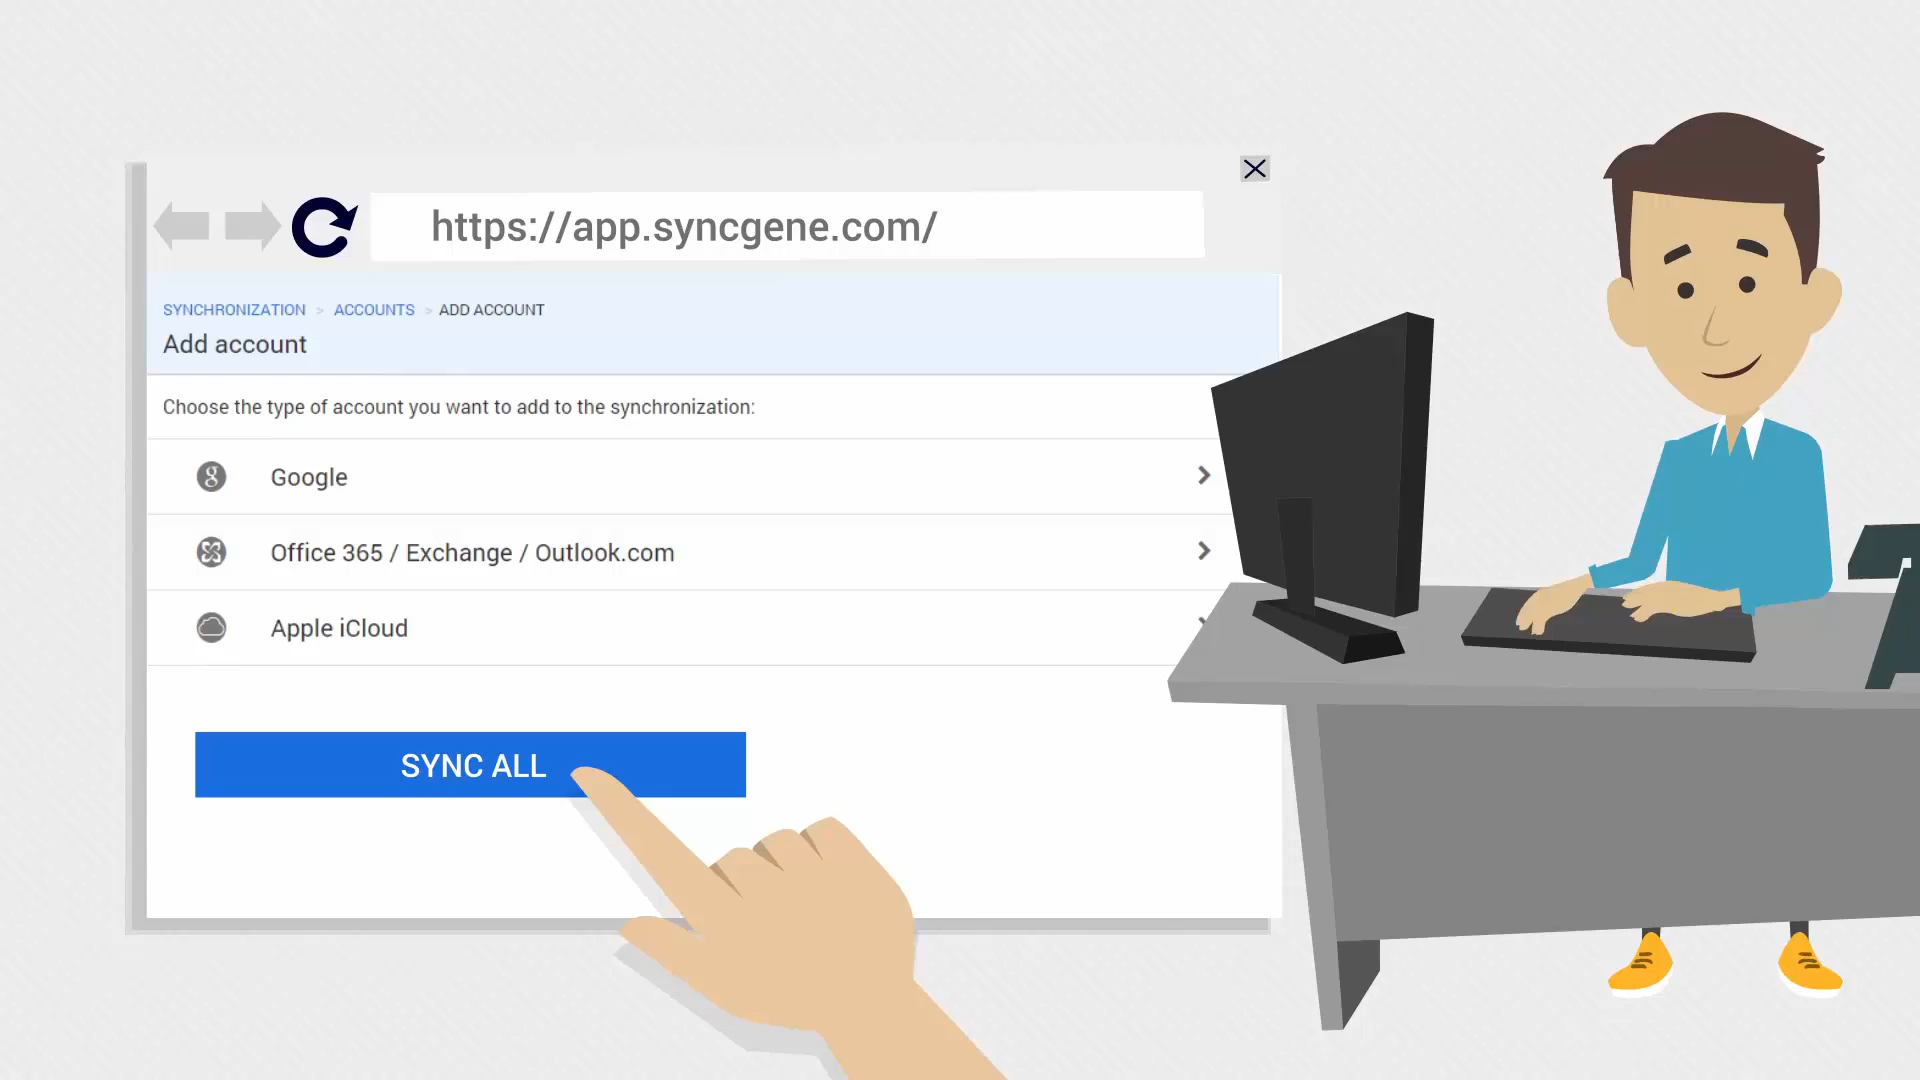 https://app.syncgene.com/
SYNCHRONIZATION > ACCOUNTS > ADD ACCOUNT
Add account
Choose the type of account you want to add to the synchronization:
g Google
Office 365 / Exchange / Outlook.com
Apple iCloud
SYNC ALL